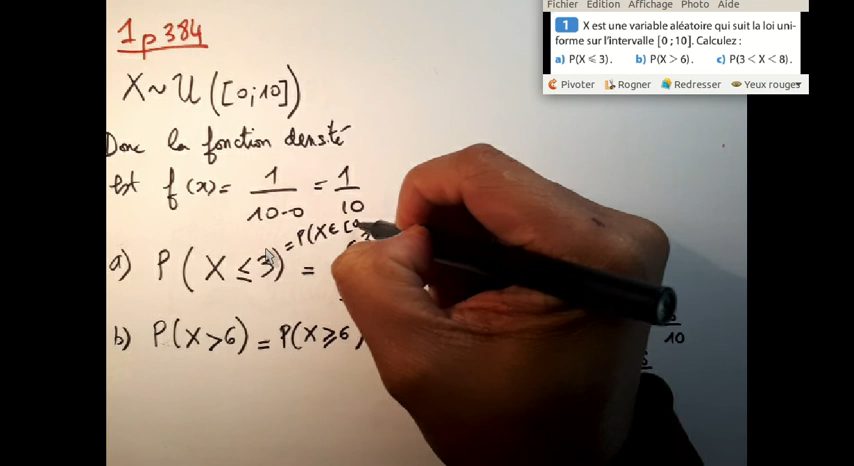 Fichier Edition Affichage Photo Aide
1 X est une variable aléatoire qui suit la loi uni-
forme sur l'intervalle [0 ; 10]. Calculez :
a) P(X ⩽ 3). b) P(X > 6). c) P(3 < X < 8).
Pivoter Rogner Redresser Yeux rouges
1 p 384
X ~ U ([0;10])
Donc la fonction densité
est f(x) = 1/(10-0) = 1/10
= P(X ∈ [0
a) P(X ≤ 3) =
b) P(X > 6) = P(X ⩾ 6)
10